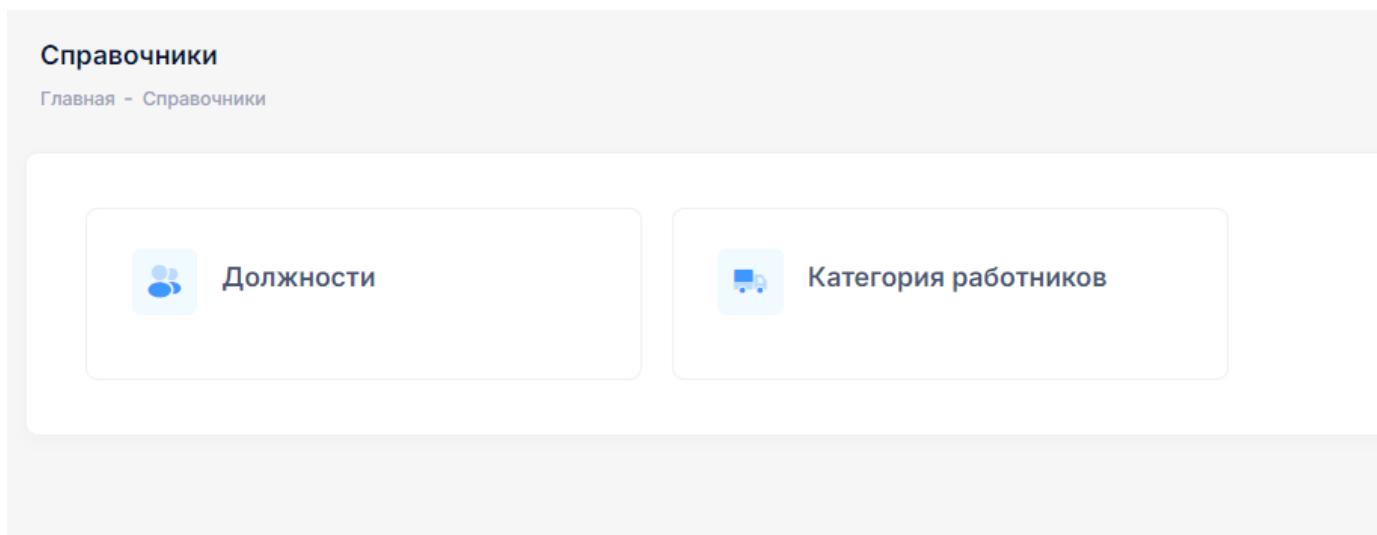 Справочники
Главная - Справочники
Должности
Категория работников